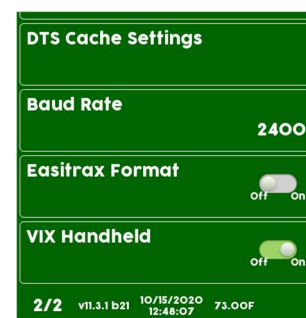 DTS Cache Settings
Baud Rate
2400
Easitrax Format
Off On
VIX Handheld
Off On
2/2 v11.3.1 b21 10/15/2020 12:48:07 73.00F